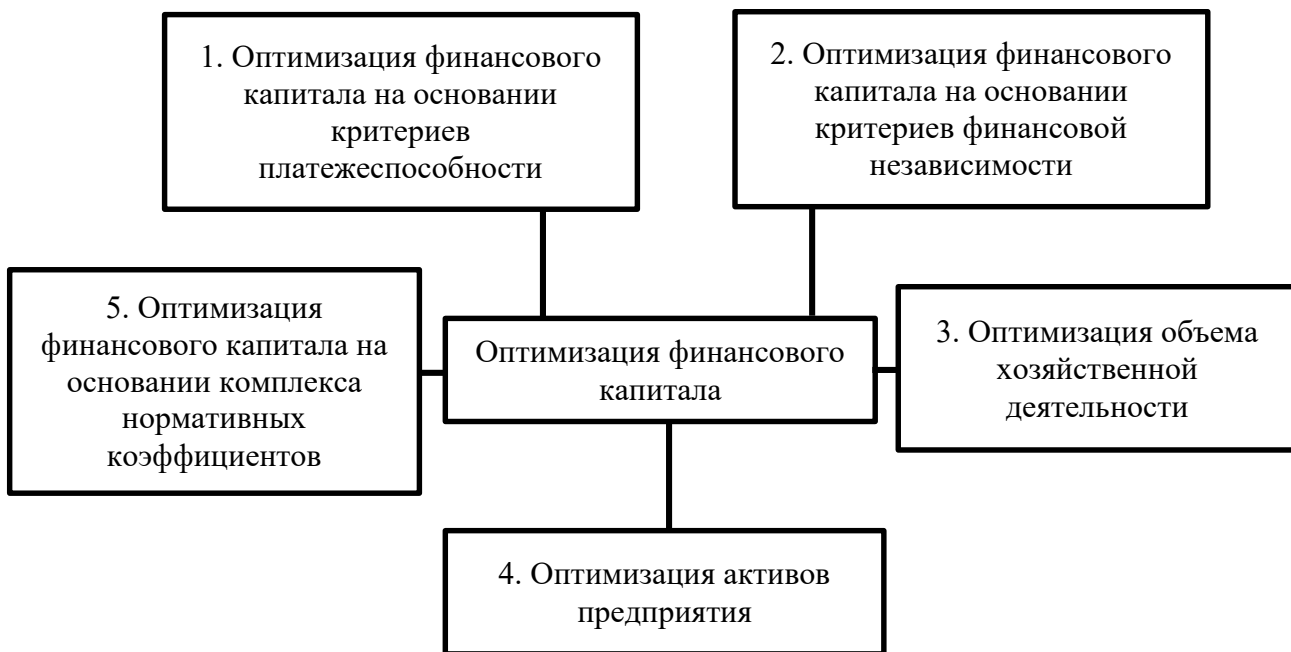 1. Оптимизация финансового
капитала на основании
критериев
платежеспособности
2. Оптимизация финансового
капитала на основании
критериев финансовой
независимости
5. Оптимизация
финансового капитала на
основании комплекса
нормативных
коэффициентов
Оптимизация финансового
капитала
3. Оптимизация объема
хозяйственной
деятельности
4. Оптимизация активов
предприятия